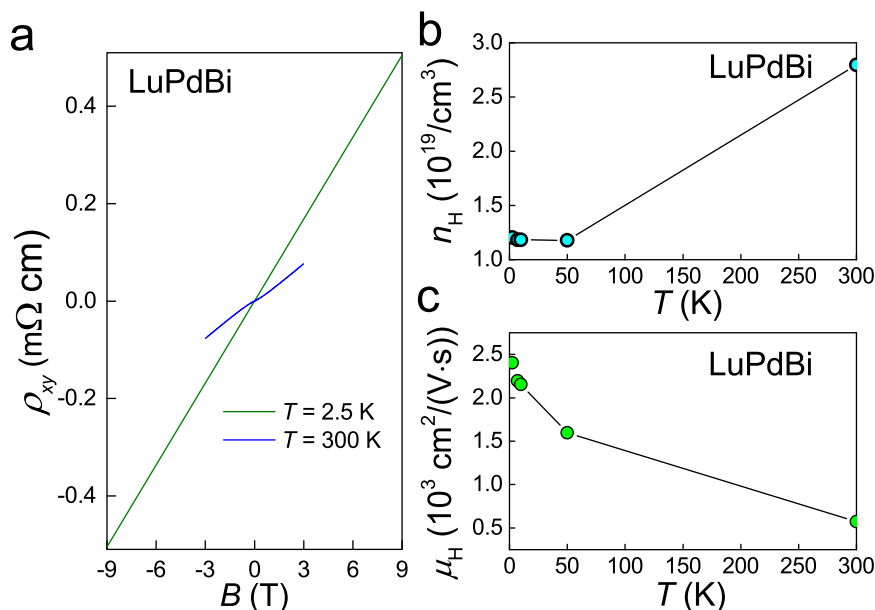 a
LuPdBi
ρxy (mΩ cm)
0.4
0.2
0.0
-0.2
-0.4
T = 2.5 K
T = 300 K
-9 -6 -3 0 3 6 9
B (T)
b
LuPdBi
nH (10^19/cm^3)
3.0
2.5
2.0
1.5
1.0
0 50 100 150 200 250 300
T (K)
c
LuPdBi
μH (10^3 cm^2/(V·s))
2.5
2.0
1.5
1.0
0.5
0 50 100 150 200 250 300
T (K)